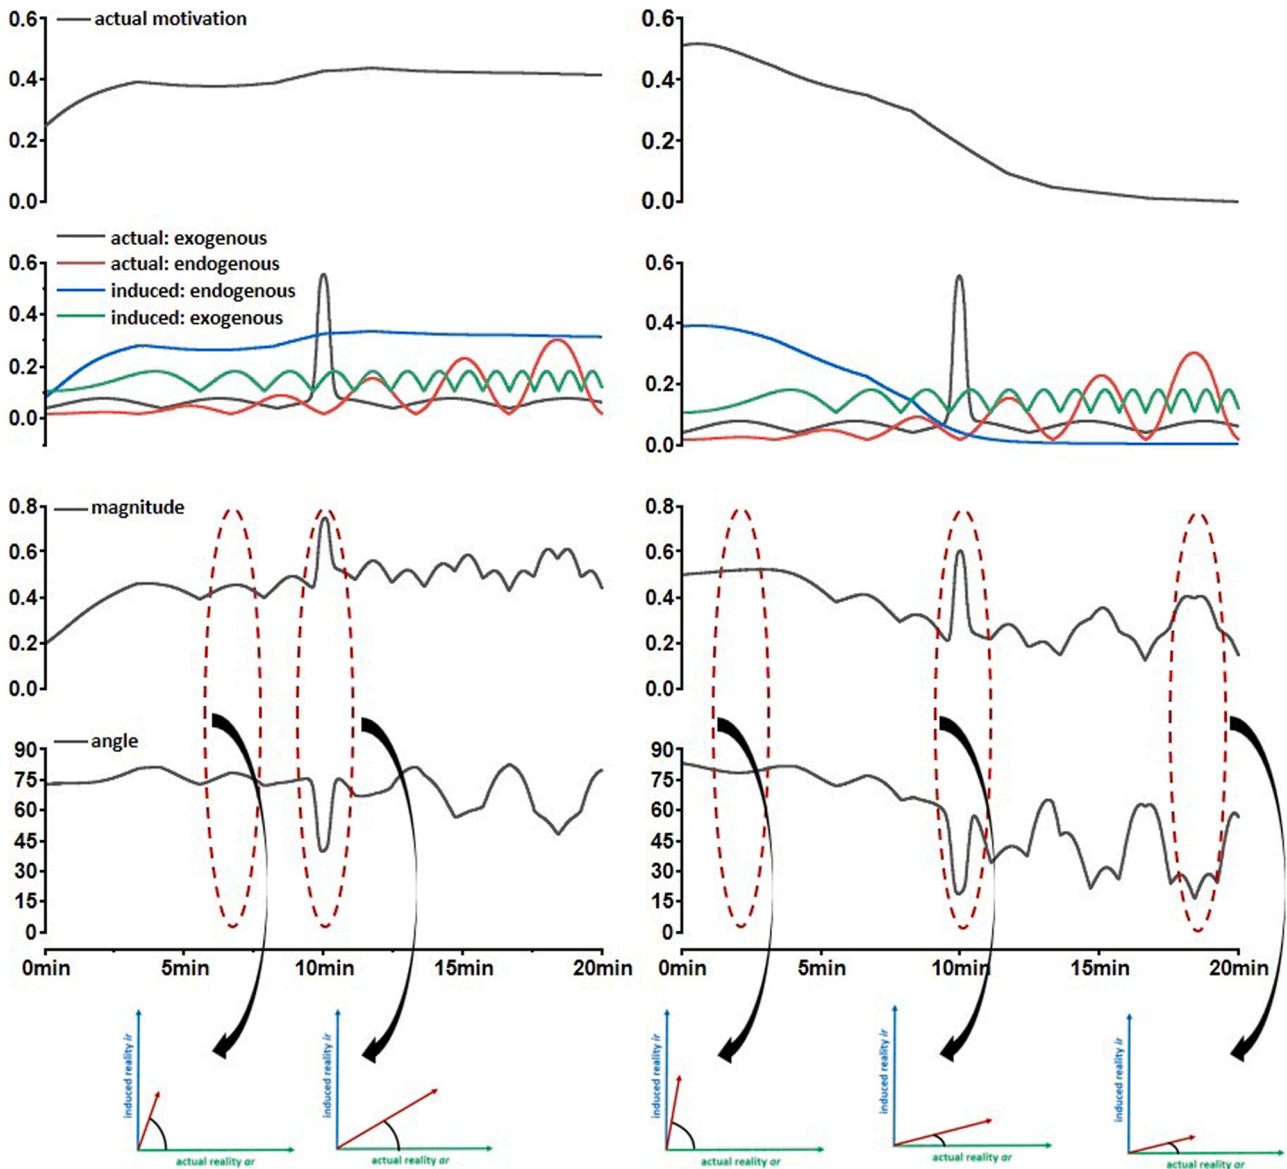 0.6
actual motivation
0.4
0.2
0.0
0.6
0.4
0.2
0.0
actual: exogenous
actual: endogenous
induced: endogenous
induced: exogenous
0.6
0.4
0.2
0.0
0.6
0.4
0.2
0.0
0.8
magnitude
0.6
0.4
0.2
0.0
0.8
0.6
0.4
0.2
0.0
angle
90
75
60
45
30
15
0
90
75
60
45
30
15
0
0min 5min 10min 15min 20min
0min 5min 10min 15min 20min
induced reality ir
actual reality ar
induced reality ir
actual reality ar
induced reality ir
actual reality ar
induced reality ir
actual reality ar
induced reality ir
actual reality ar